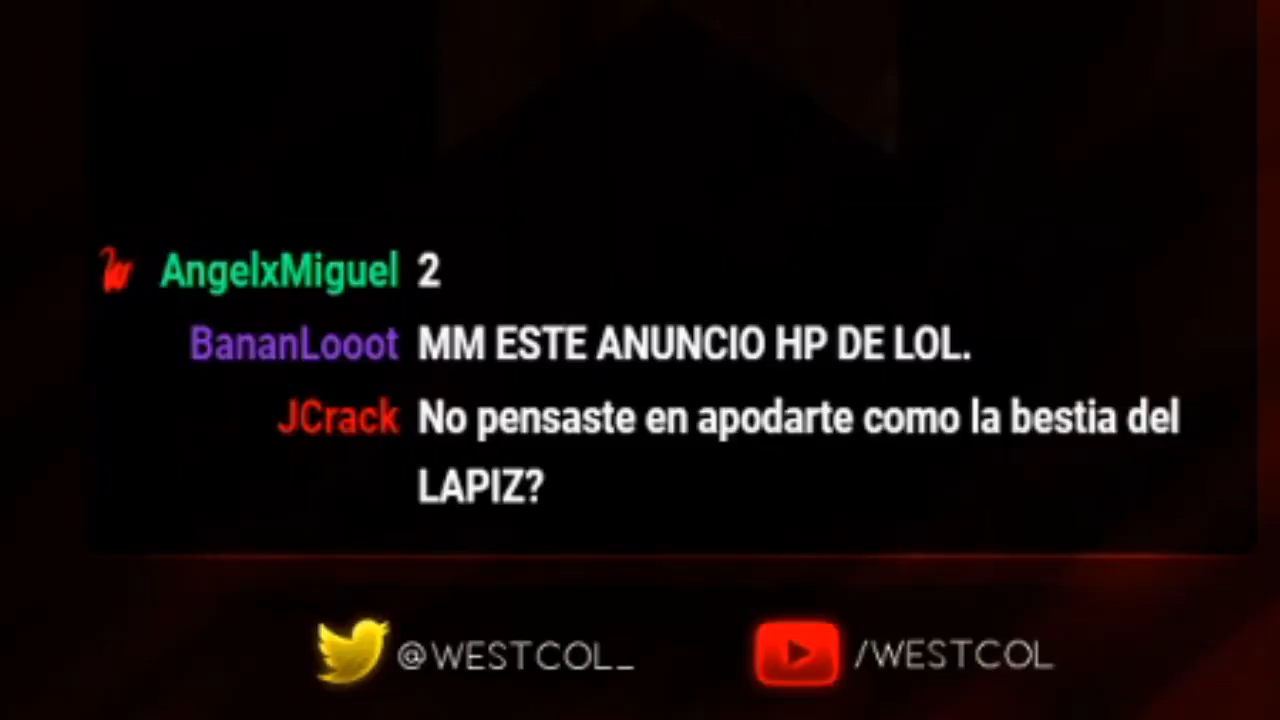 AngelxMiguel 2
BananLooot MM ESTE ANUNCIO HP DE LOL.
JCrack No pensaste en apodarte como la bestia del
LAPIZ?
@WESTCOL_ /WESTCOL